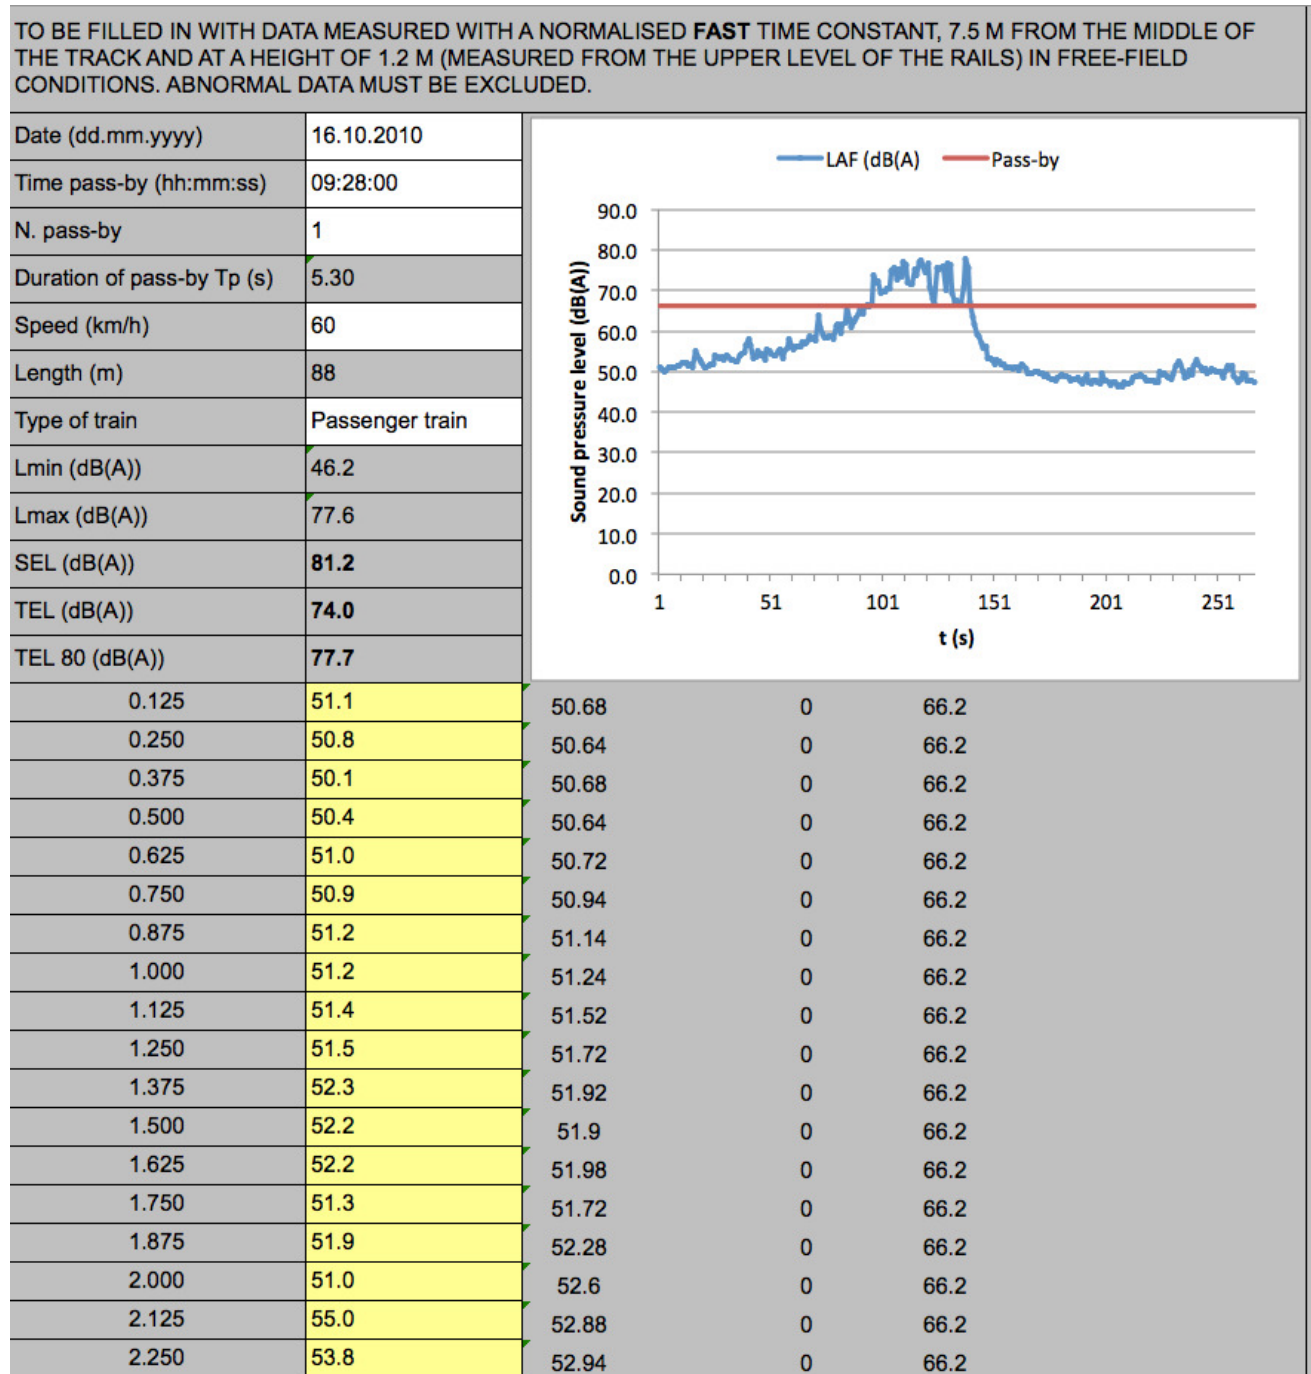 TO BE FILLED IN WITH DATA MEASURED WITH A NORMALISED FAST TIME CONSTANT, 7.5 M FROM THE MIDDLE OF
THE TRACK AND AT A HEIGHT OF 1.2 M (MEASURED FROM THE UPPER LEVEL OF THE RAILS) IN FREE-FIELD
CONDITIONS. ABNORMAL DATA MUST BE EXCLUDED.
Date (dd.mm.yyyy) 16.10.2010
Time pass-by (hh:mm:ss) 09:28:00
N. pass-by 1
Duration of pass-by Tp (s) 5.30
Speed (km/h) 60
Length (m) 88
Type of train Passenger train
Lmin (dB(A)) 46.2
Lmax (dB(A)) 77.6
SEL (dB(A)) 81.2
TEL (dB(A)) 74.0
TEL 80 (dB(A)) 77.7
LAF (dB(A) Pass-by
Sound pressure level (dB(A))
90.0
80.0
70.0
60.0
50.0
40.0
30.0
20.0
10.0
0.0
1 51 101 151 201 251
t (s)
0.125 51.1 50.68 0 66.2
0.250 50.8 50.64 0 66.2
0.375 50.1 50.68 0 66.2
0.500 50.4 50.64 0 66.2
0.625 51.0 50.72 0 66.2
0.750 50.9 50.94 0 66.2
0.875 51.2 51.14 0 66.2
1.000 51.2 51.24 0 66.2
1.125 51.4 51.52 0 66.2
1.250 51.5 51.72 0 66.2
1.375 52.3 51.92 0 66.2
1.500 52.2 51.9 0 66.2
1.625 52.2 51.98 0 66.2
1.750 51.3 51.72 0 66.2
1.875 51.9 52.28 0 66.2
2.000 51.0 52.6 0 66.2
2.125 55.0 52.88 0 66.2
2.250 53.8 52.94 0 66.2